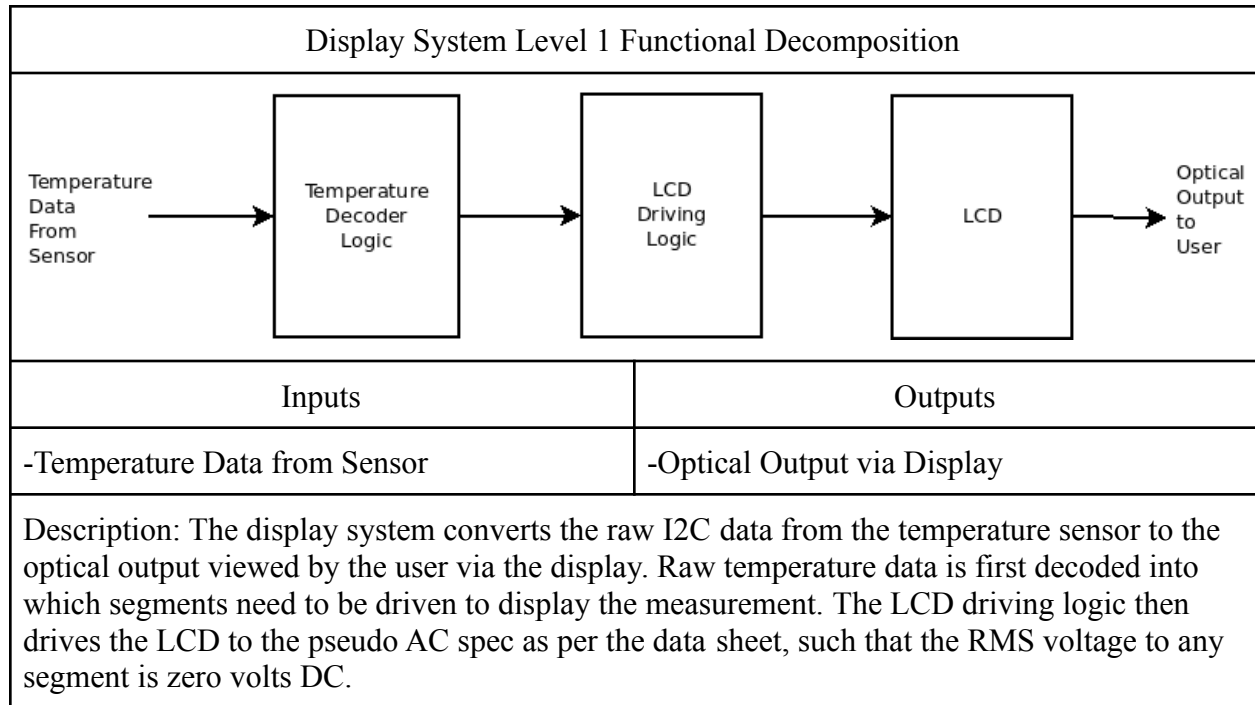 Display System Level 1 Functional Decomposition
Temperature
Data
From
Sensor
Temperature
Decoder
Logic
LCD
Driving
Logic
LCD
Optical
Output
to
User
Inputs
Outputs
-Temperature Data from Sensor
-Optical Output via Display
Description: The display system converts the raw I2C data from the temperature sensor to the
optical output viewed by the user via the display. Raw temperature data is first decoded into
which segments need to be driven to display the measurement. The LCD driving logic then
drives the LCD to the pseudo AC spec as per the data sheet, such that the RMS voltage to any
segment is zero volts DC.